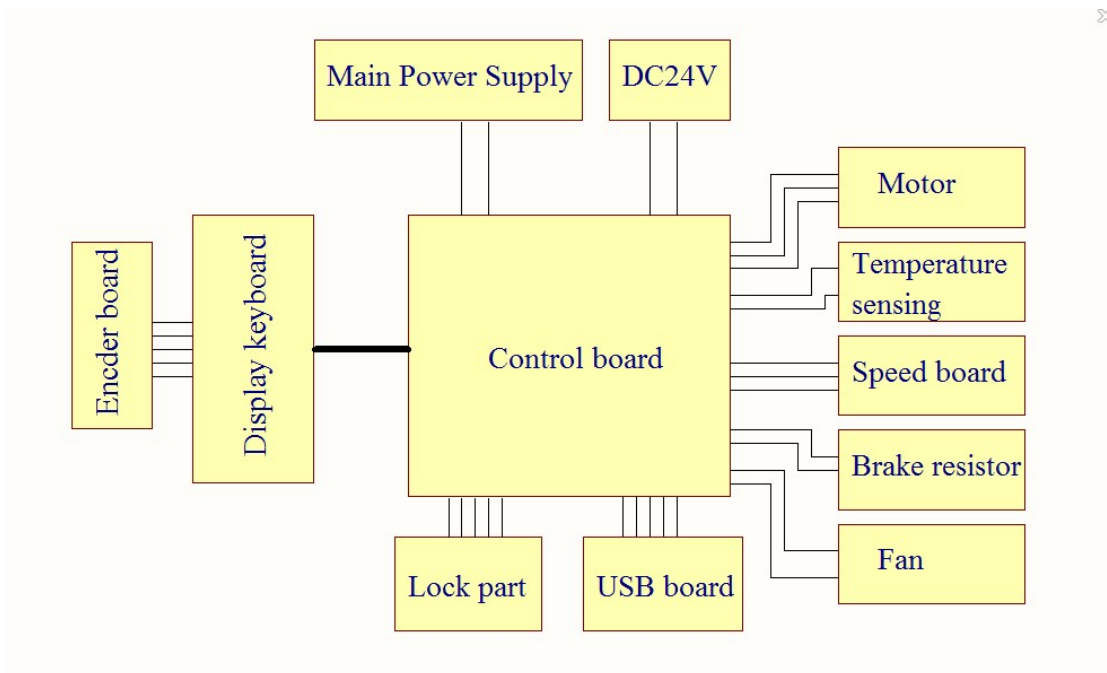 Main Power Supply
DC24V
Motor
Temperature
sensing
Encder board
Display keyboard
Control board
Speed board
Brake resistor
Fan
Lock part
USB board